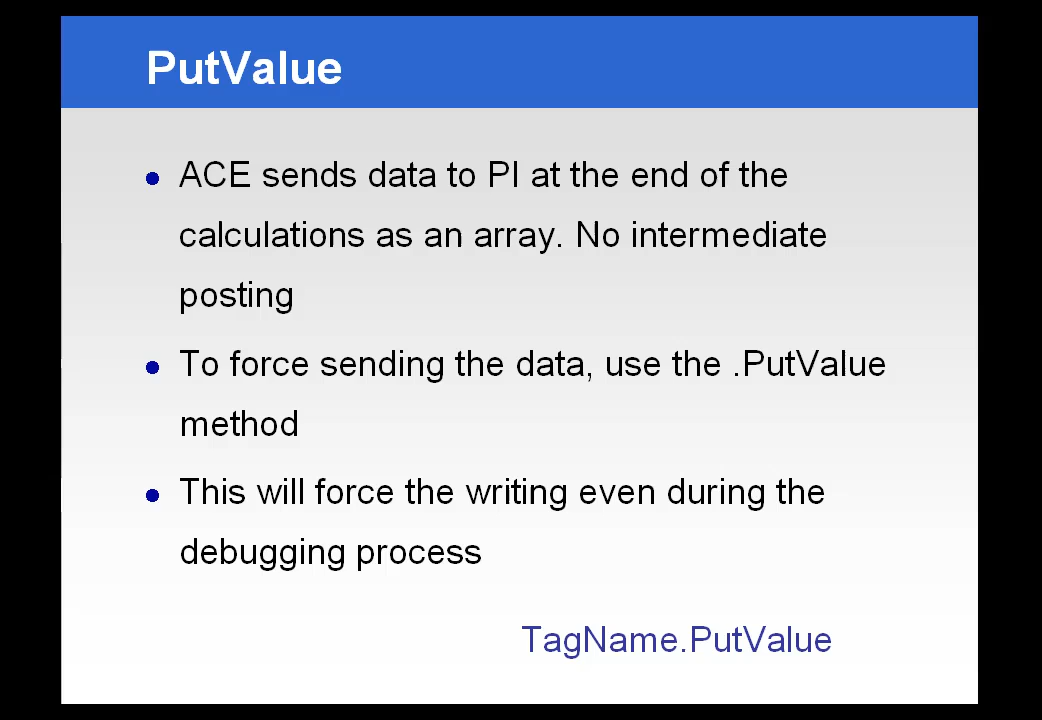 PutValue
ACE sends data to PI at the end of the
calculations as an array. No intermediate
posting
To force sending the data, use the .PutValue
method
This will force the writing even during the
debugging process
TagName.PutValue